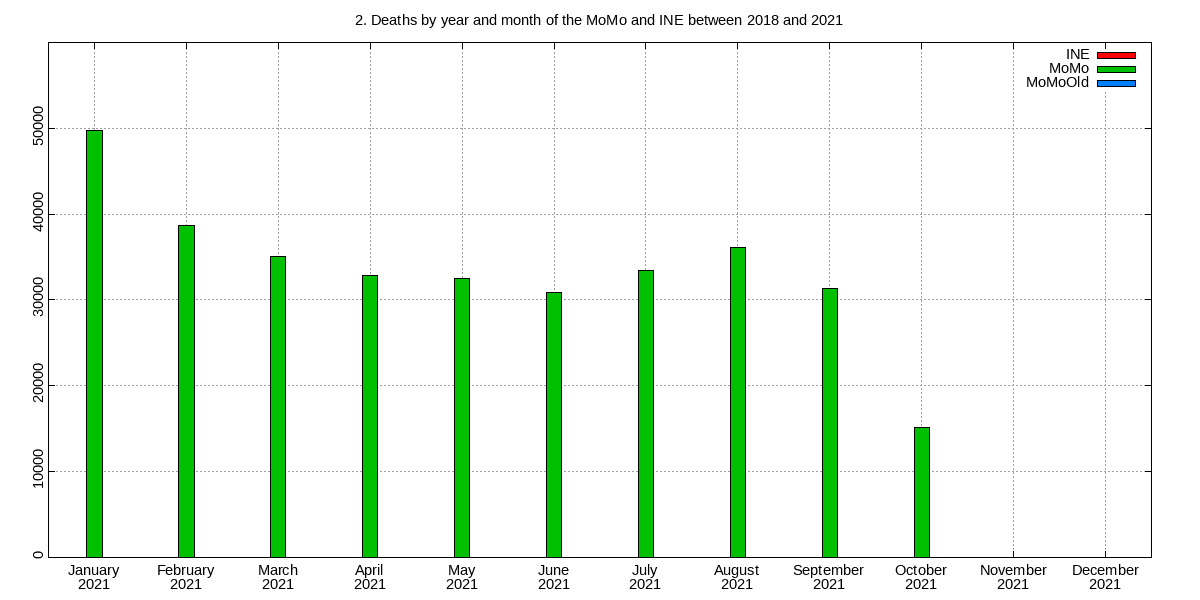 2. Deaths by year and month of the MoMo and INE between 2018 and 2021
INE
MoMo
MoMoOld
50000
40000
30000
20000
10000
0
January February March April May June July August September October November December
2021 2021 2021 2021 2021 2021 2021 2021 2021 2021 2021 2021